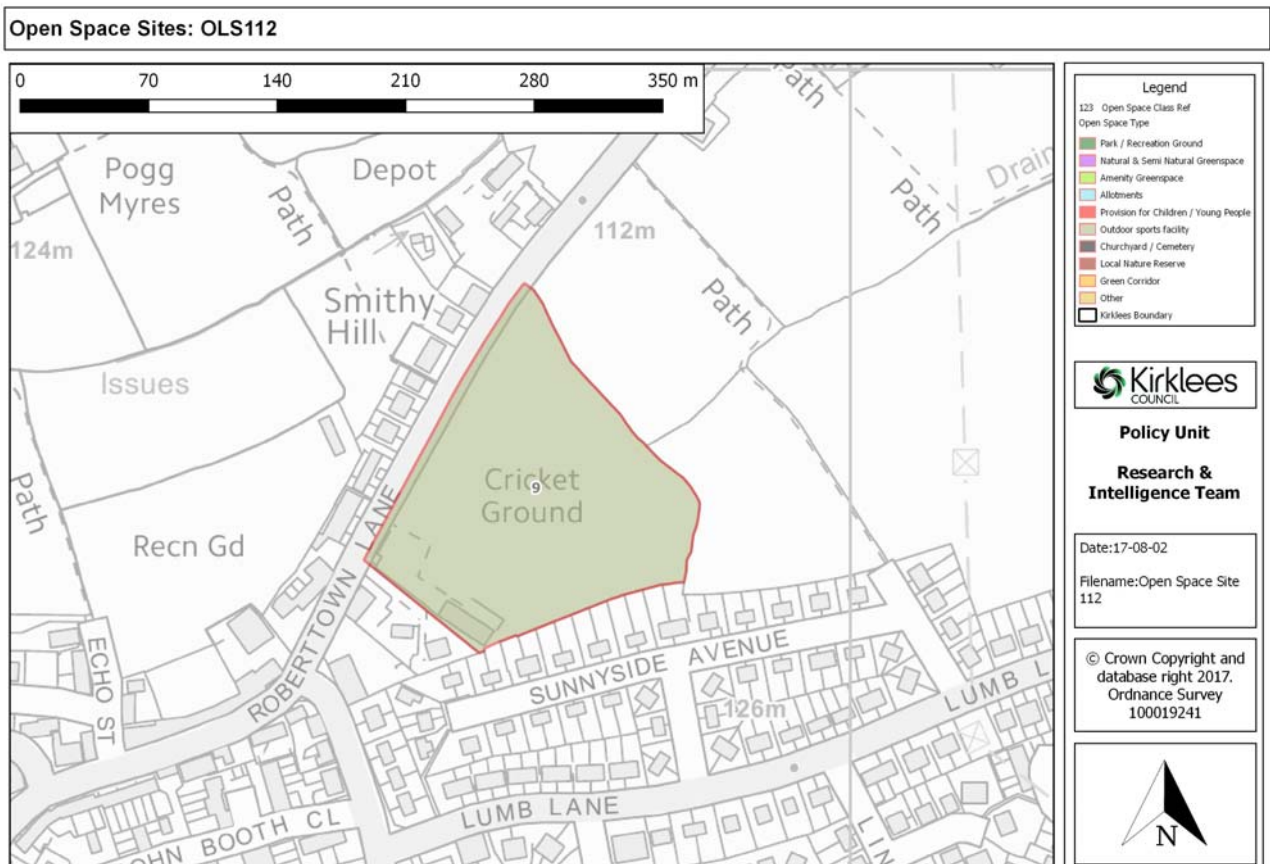 Open Space Sites: OLS112
0 70 140 210 280 350 m
Path
Pogg
Myres
Depot
Path
Path
Drain
124m
112m
Smithy
Hill
Path
Issues
Path
Cricket
9
Ground
Recn Gd
ROBERTTOWN LANE
ECHO ST
SUNNYSIDE AVENUE
126m
LUMB L
LUMB LANE
OHN BOOTH CL
LIN
Legend
123 Open Space Class Ref
Open Space Type
Park / Recreation Ground
Natural & Semi Natural Greenspace
Amenity Greenspace
Allotments
Provision for Children / Young People
Outdoor sports facility
Churchyard / Cemetery
Local Nature Reserve
Green Corridor
Other
Kirklees Boundary
Kirklees
COUNCIL
Policy Unit
Research &
Intelligence Team
Date:17-08-02
Filename:Open Space Site
112
© Crown Copyright and
database right 2017.
Ordnance Survey
100019241
N